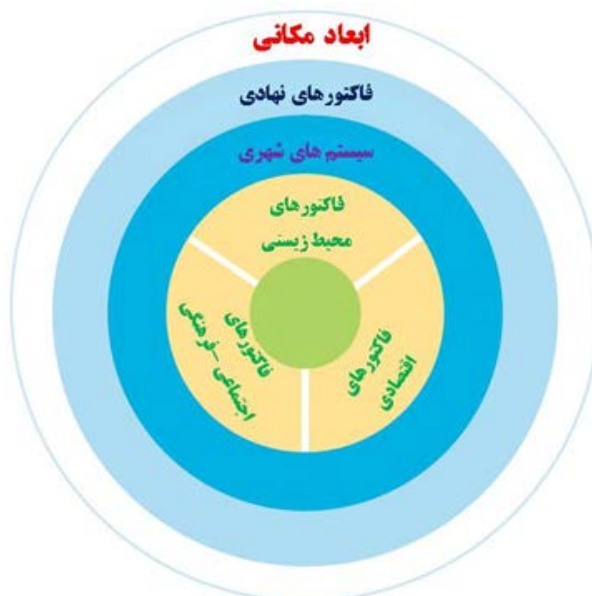 ابعاد مکانی
فاکتورهای نهادی
سیستم های شهری
فاکتورهای
محیط زیستی
فاکتورهای
اقتصادی
فاکتورهای
اجتماعی -فرهنگی